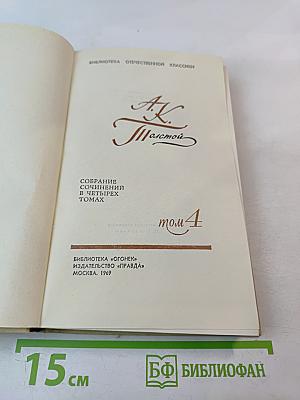 БИБЛИОТЕКА ОТЕЧЕСТВЕННОЙ КЛАССИКИ
А.К.
Толстой
СОБРАНИЕ
СОЧИНЕНИЙ
В ЧЕТЫРЕХ
ТОМАХ
том 4
БИБЛИОТЕКА «ОГОНЕК»
ИЗДАТЕЛЬСТВО «ПРАВДА»
МОСКВА. 1969
15 см
БФ БИБЛИОФАН